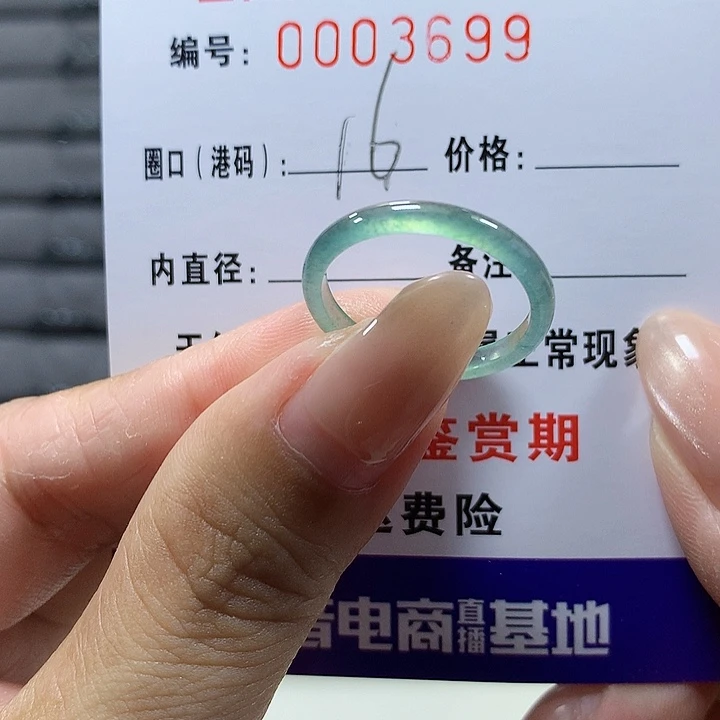 编号: 0003699
圈口（港码）: 16 价格:
内直径: 备注
正常现象
鉴赏期
费险
电商直播基地